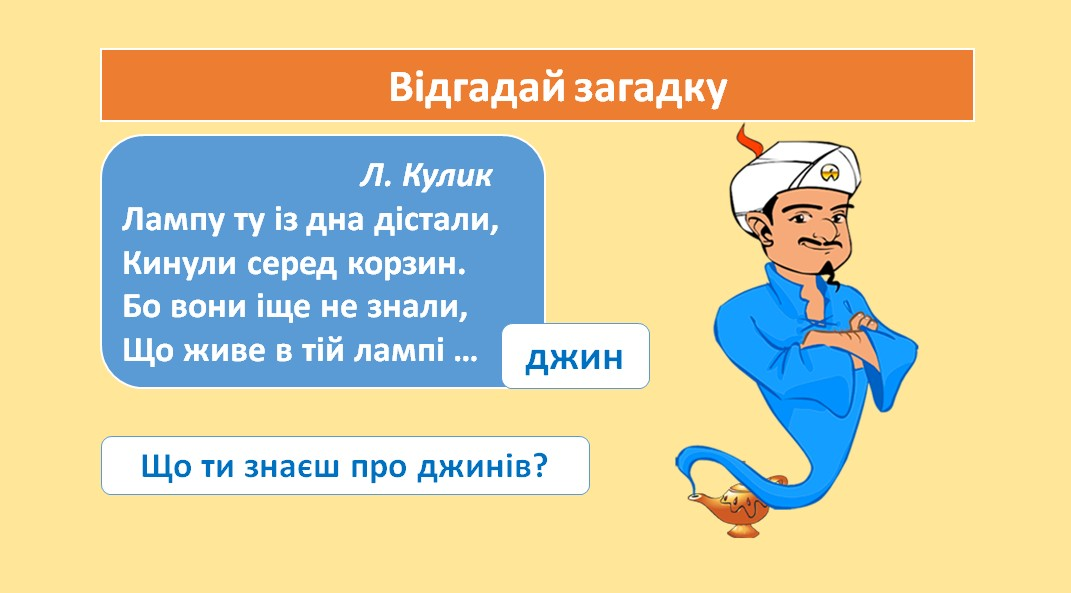 Відгадай загадку
Л. Кулик
Лампу ту із дна дістали,
Кинули серед корзин.
Бо вони іще не знали,
Що живе в тій лампі ...
джин
Що ти знаєш про джинів?